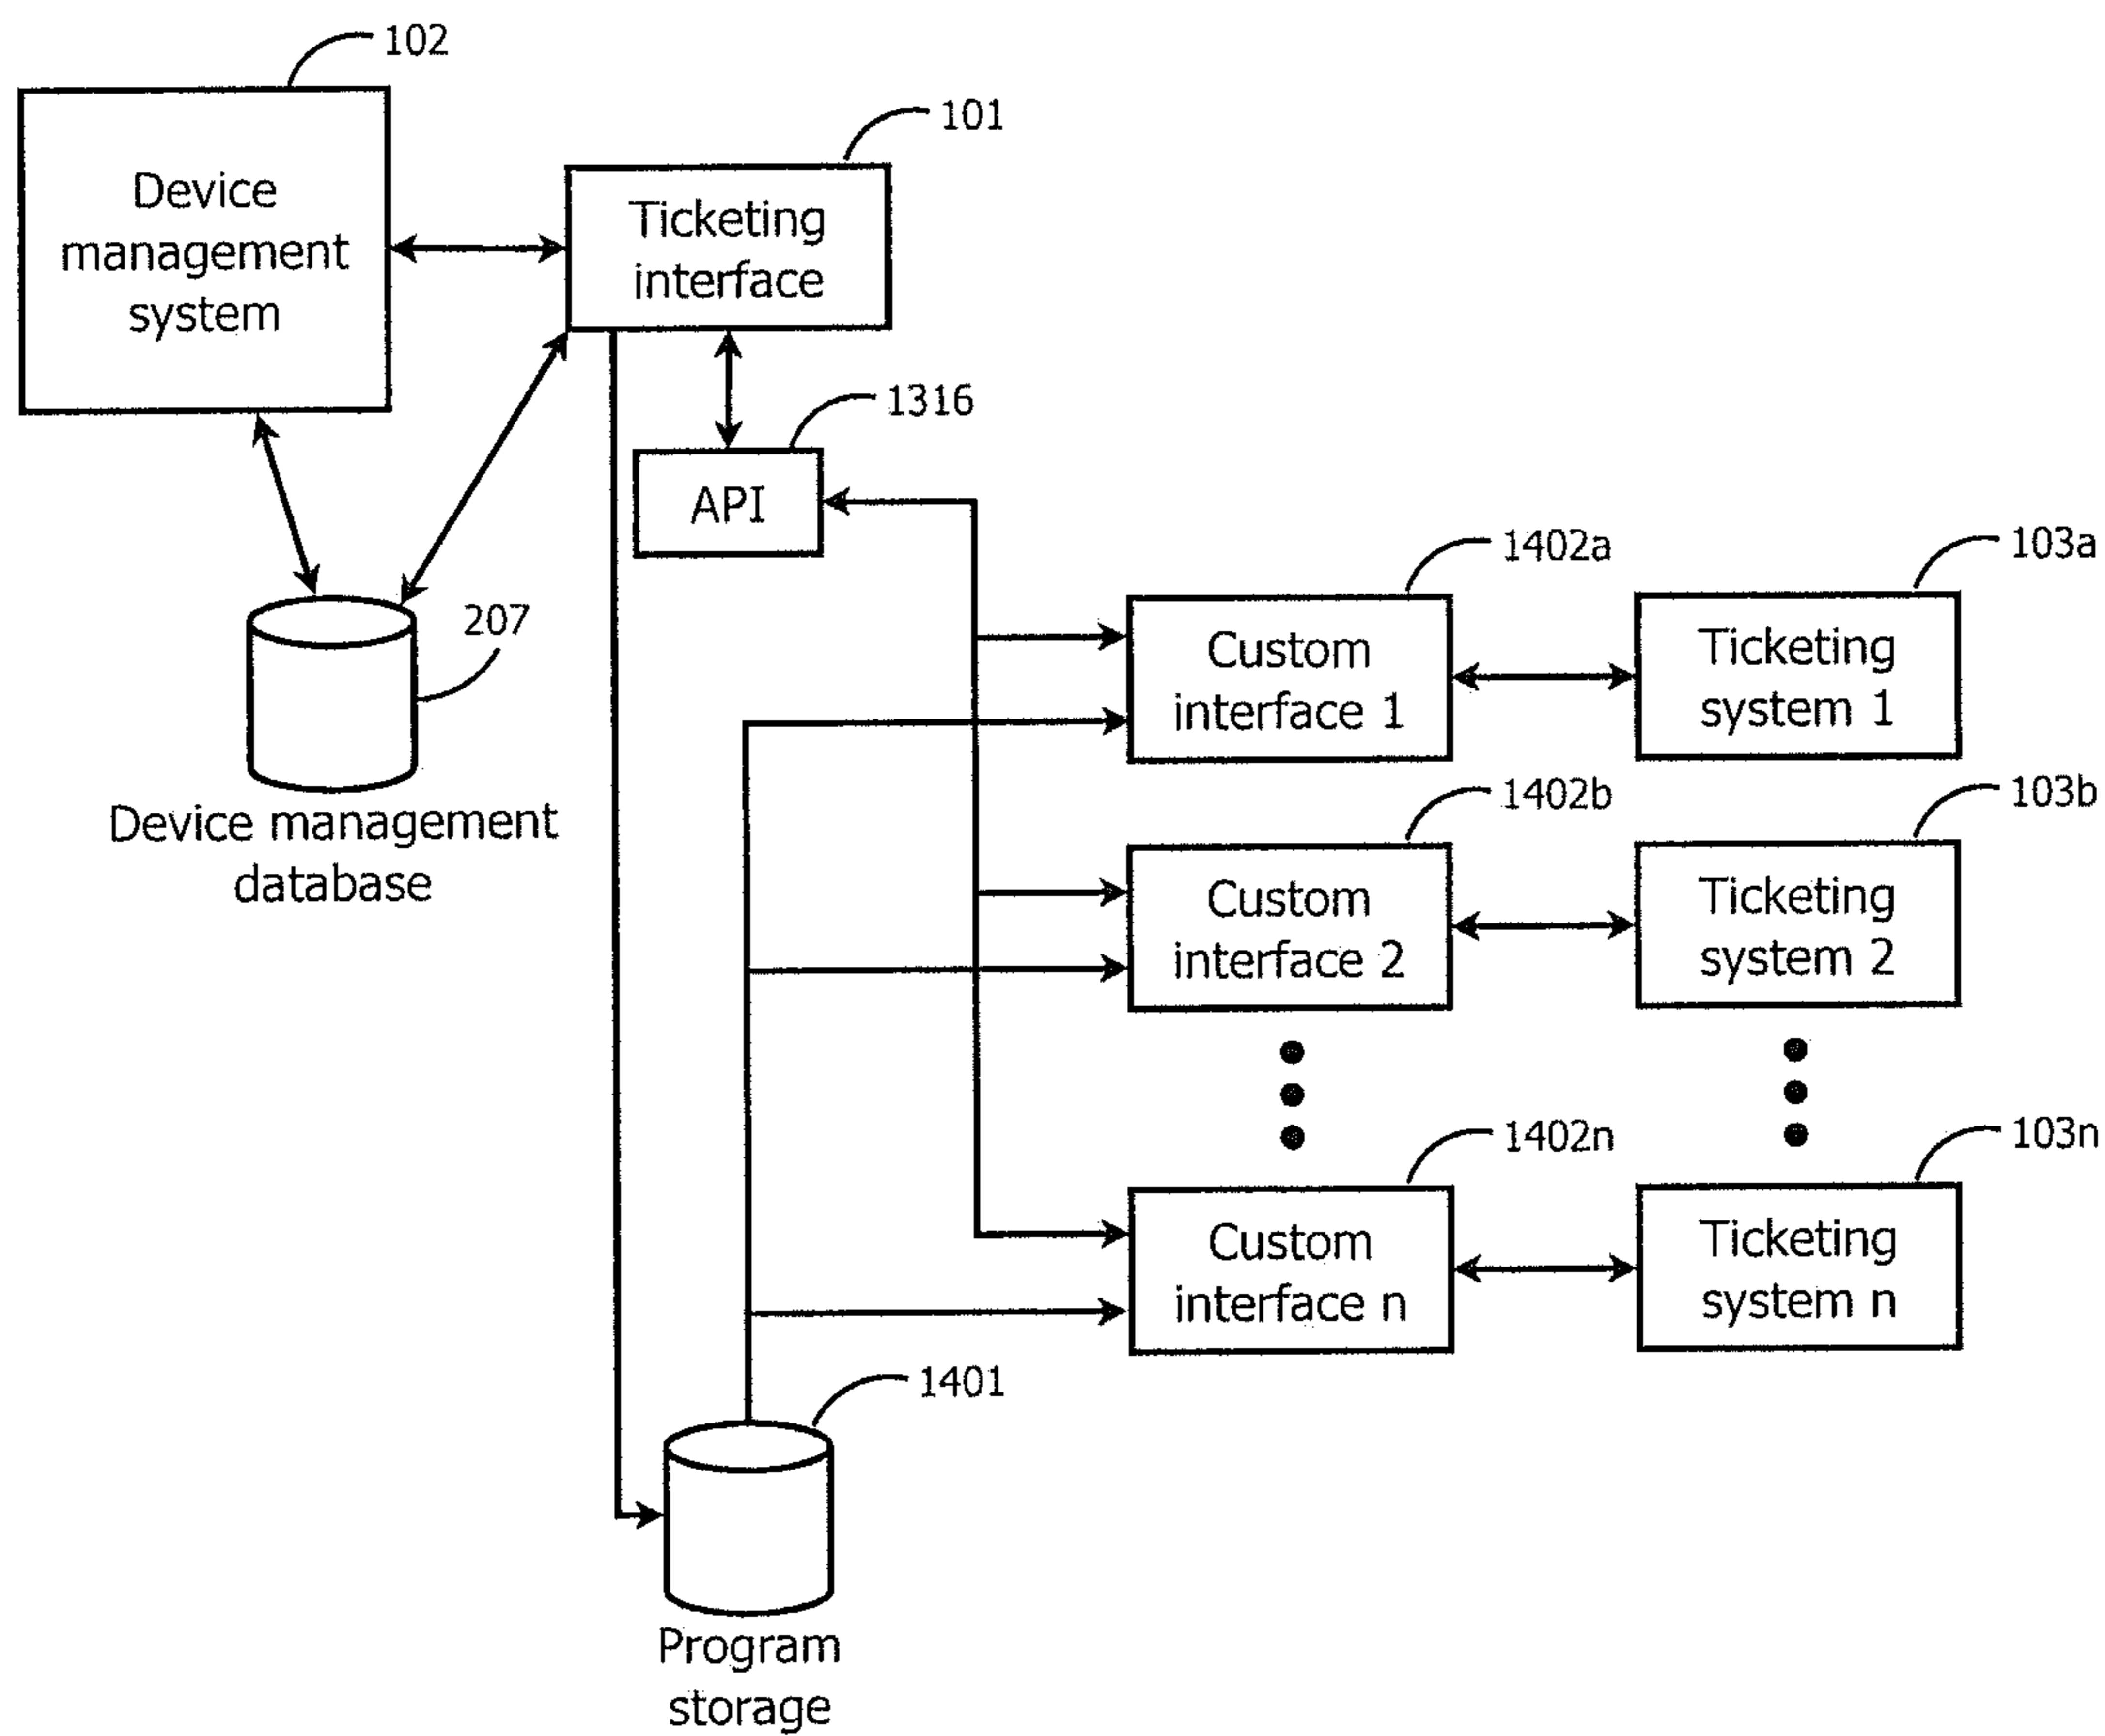 102
Device
management
system
101
Ticketing
interface
1316
API
207
Device management
database
1402a
Custom
interface 1
103a
Ticketing
system 1
1402b
Custom
interface 2
103b
Ticketing
system 2
1402n
Custom
interface n
103n
Ticketing
system n
1401
Program
storage